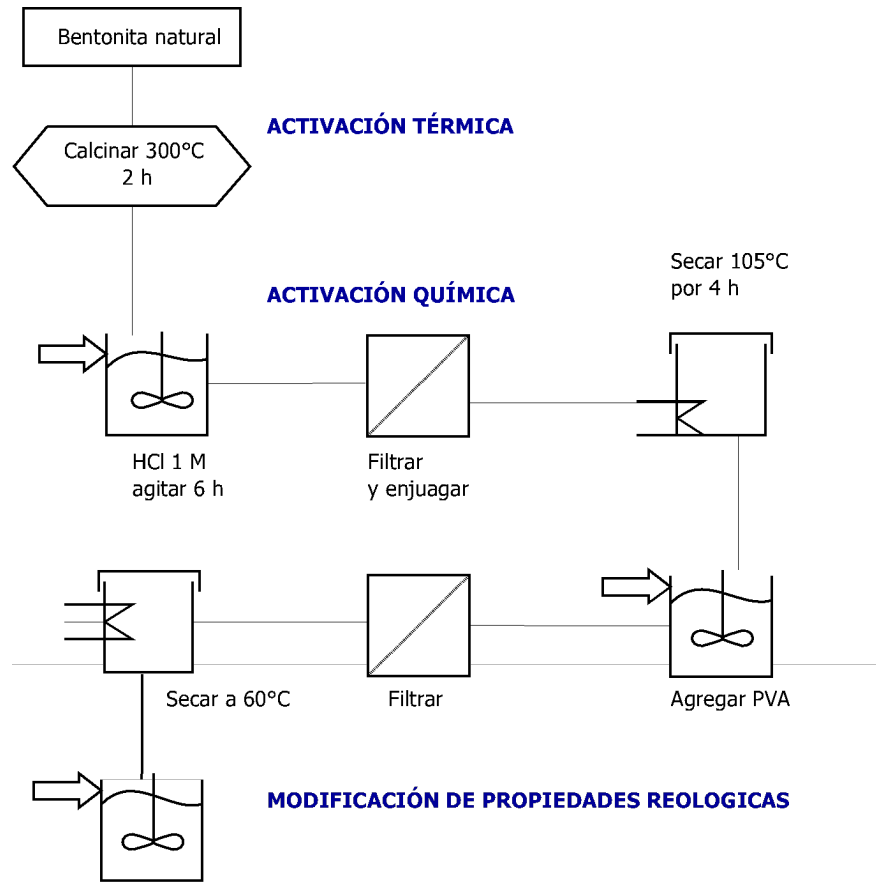 Bentonita natural
ACTIVACIÓN TÉRMICA
Calcinar 300°C
2 h
Secar 105°C
por 4 h
ACTIVACIÓN QUÍMICA
HCl 1 M
agitar 6 h
Filtrar
y enjuagar
Secar a 60°C
Filtrar
Agregar PVA
MODIFICACIÓN DE PROPIEDADES REOLOGICAS